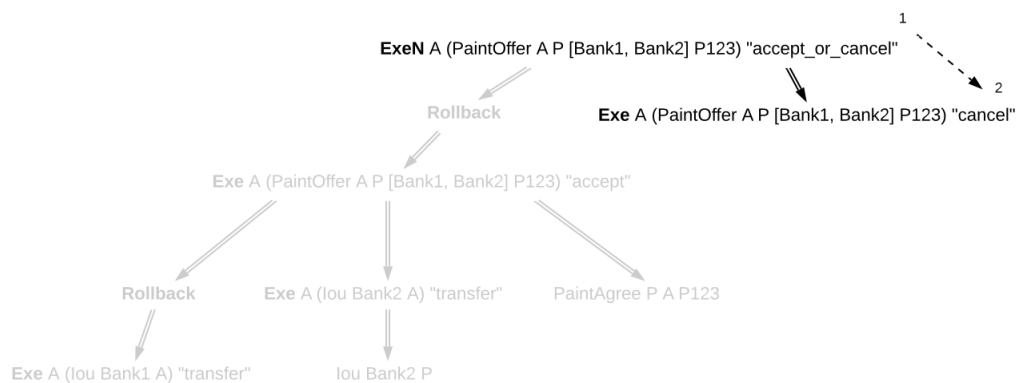 1
ExeN A (PaintOffer A P [Bank1, Bank2] P123) "accept_or_cancel"
2
Rollback
Exe A (PaintOffer A P [Bank1, Bank2] P123) "cancel"
Exe A (PaintOffer A P [Bank1, Bank2] P123) "accept"
Rollback
Exe A (Iou Bank2 A) "transfer"
PaintAgree P A P123
Exe A (Iou Bank1 A) "transfer"
Iou Bank2 P